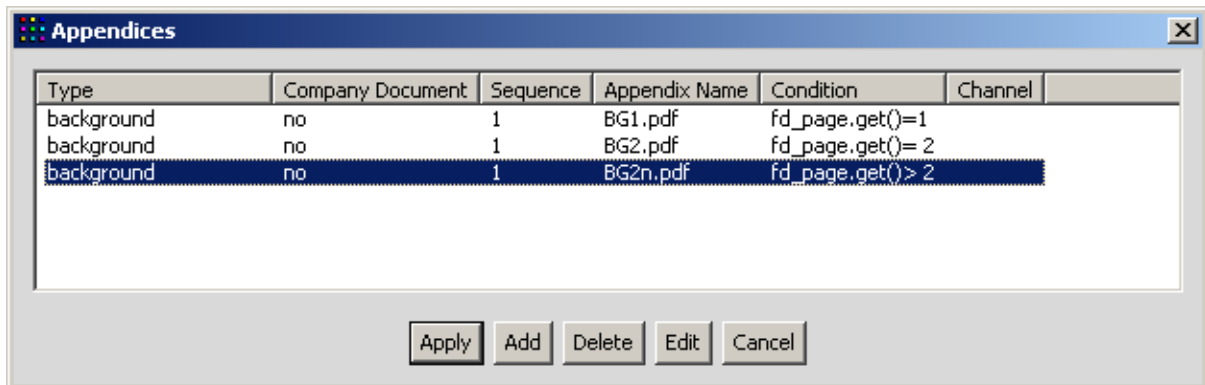 Appendices
Type Company Document Sequence Appendix Name Condition Channel
background no 1 BG1.pdf fd_page.get()=1
background no 1 BG2.pdf fd_page.get()= 2
background no 1 BG2n.pdf fd_page.get()> 2
Apply Add Delete Edit Cancel